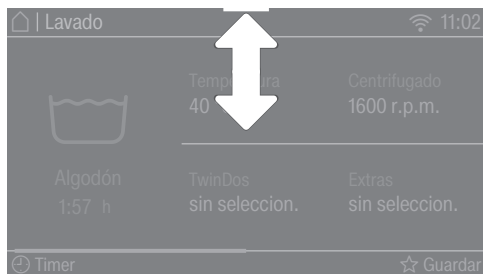 | Lavado
11:02
Centrifugado
40
1600 r.p.m.
Algodón
1:57 h
TwinDos
Extras
sin seleccion.
sin seleccion.
Timer
Guardar